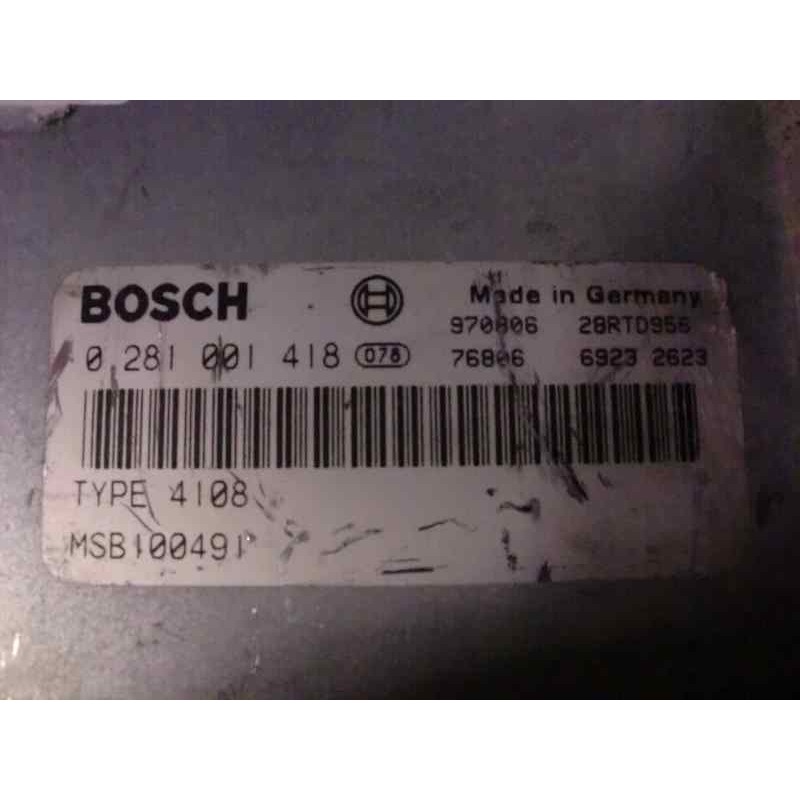 BOSCH
Made in Germany
970806 28RTD956
0 281 001 418 078 76806 6923 2623
TYPE 4108
MSB100491